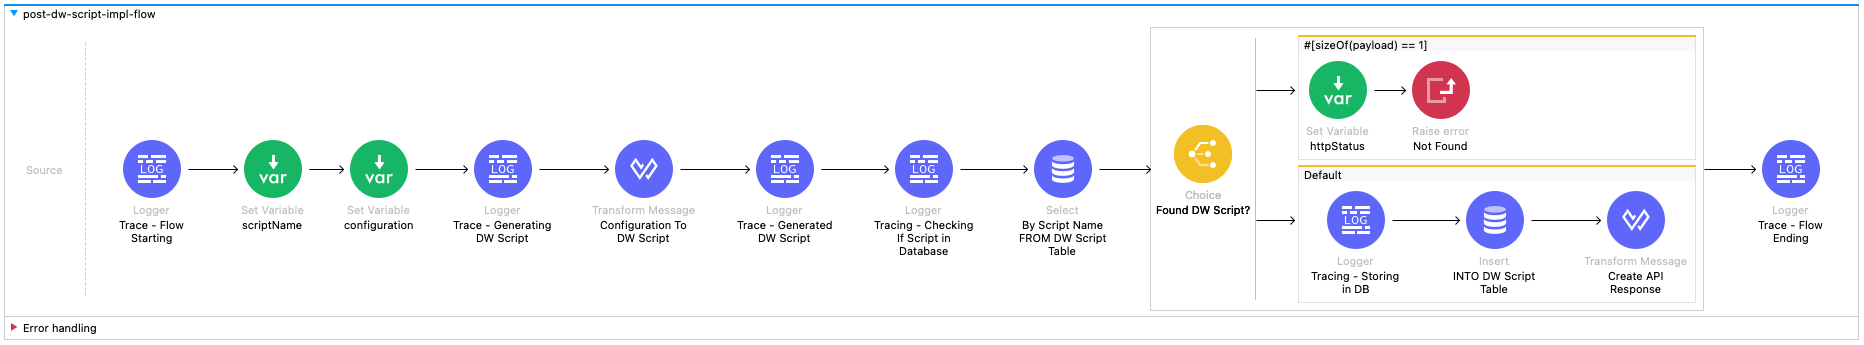 post-dw-script-impl-flow
Source
LOG
Logger
Trace - Flow
Starting
var
Set Variable
scriptName
var
Set Variable
configuration
LOG
Logger
Trace - Generating
DW Script
Transform Message
Configuration To
DW Script
LOG
Logger
Trace - Generated
DW Script
LOG
Logger
Tracing - Checking
If Script in
Database
Select
By Script Name
FROM DW Script
Table
Choice
Found DW Script?
#[sizeOf(payload) == 1]
var
Set Variable
httpStatus
Raise error
Not Found
Default
LOG
Logger
Tracing - Storing
in DB
Insert
INTO DW Script
Table
Transform Message
Create API
Response
LOG
Logger
Trace - Flow
Ending
Error handling